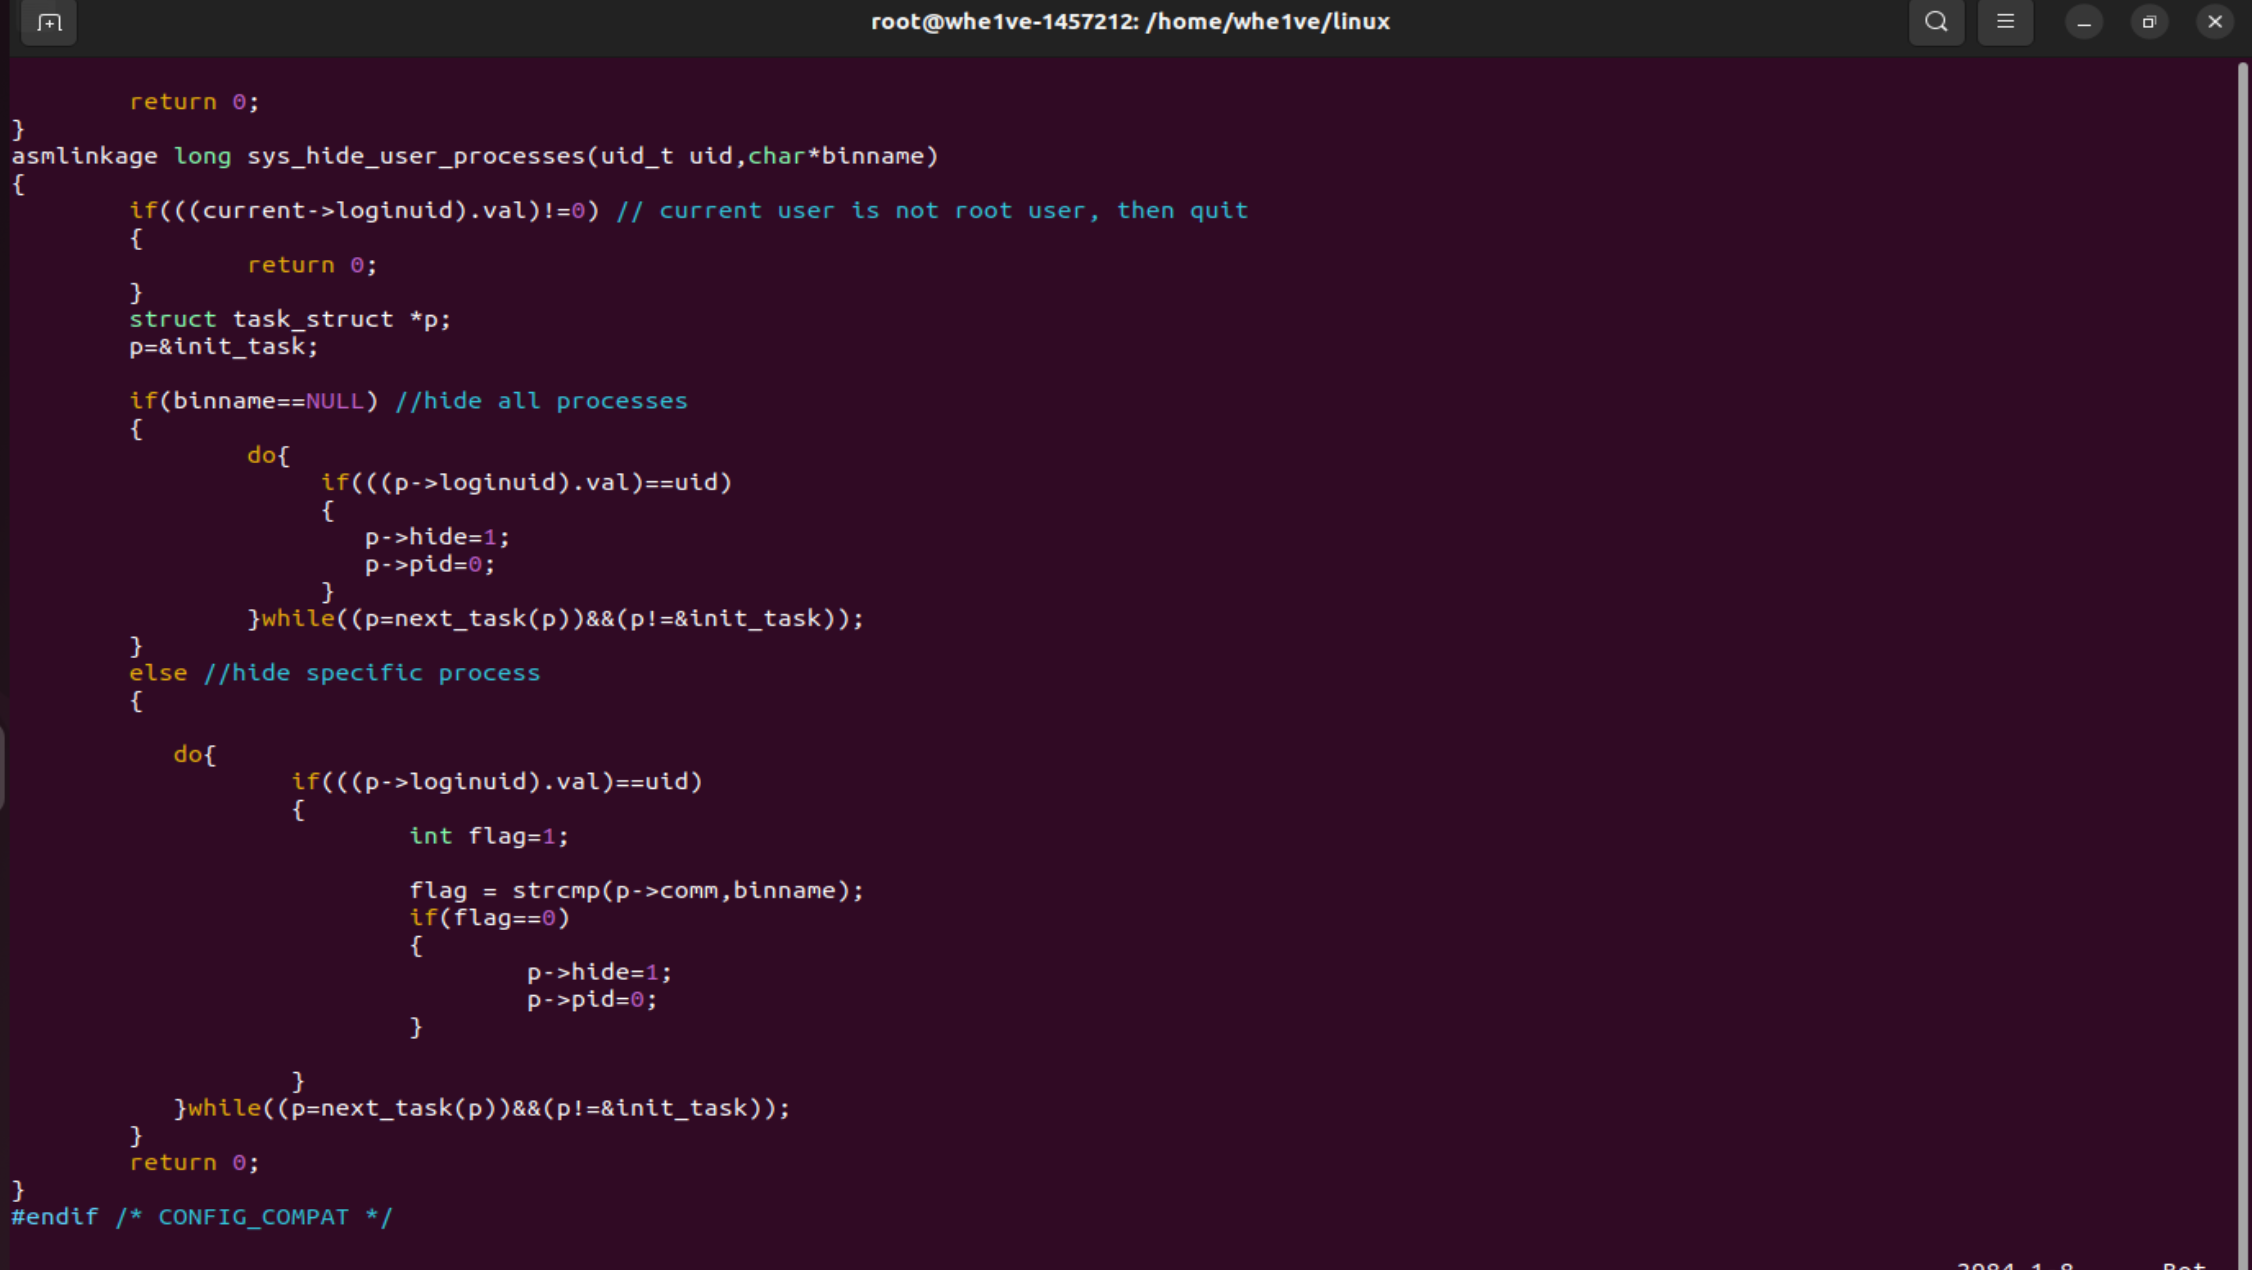 root@whe1ve-1457212: /home/whe1ve/linux
return 0;
}
asmlinkage long sys_hide_user_processes(uid_t uid,char*binname)
{
if(((current->loginuid).val)!=0) // current user is not root user, then quit
{
return 0;
}
struct task_struct *p;
p=&init_task;
if(binname==NULL) //hide all processes
{
do{
if(((p->loginuid).val)==uid)
{
p->hide=1;
p->pid=0;
}
}while((p=next_task(p))&&(p!=&init_task));
}
else //hide specific process
{
do{
if(((p->loginuid).val)==uid)
{
int flag=1;
flag = strcmp(p->comm,binname);
if(flag==0)
{
p->hide=1;
p->pid=0;
}
}
}while((p=next_task(p))&&(p!=&init_task));
}
return 0;
}
#endif /* CONFIG_COMPAT */